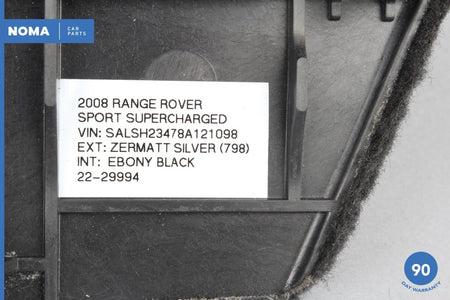 NOMA
CAR
PARTS
2008 RANGE ROVER
SPORT SUPERCHARGED
VIN: SALSH23478A121098
EXT: ZERMATT SILVER (798)
INT: EBONY BLACK
22-29994
90
DAY WARRANTY